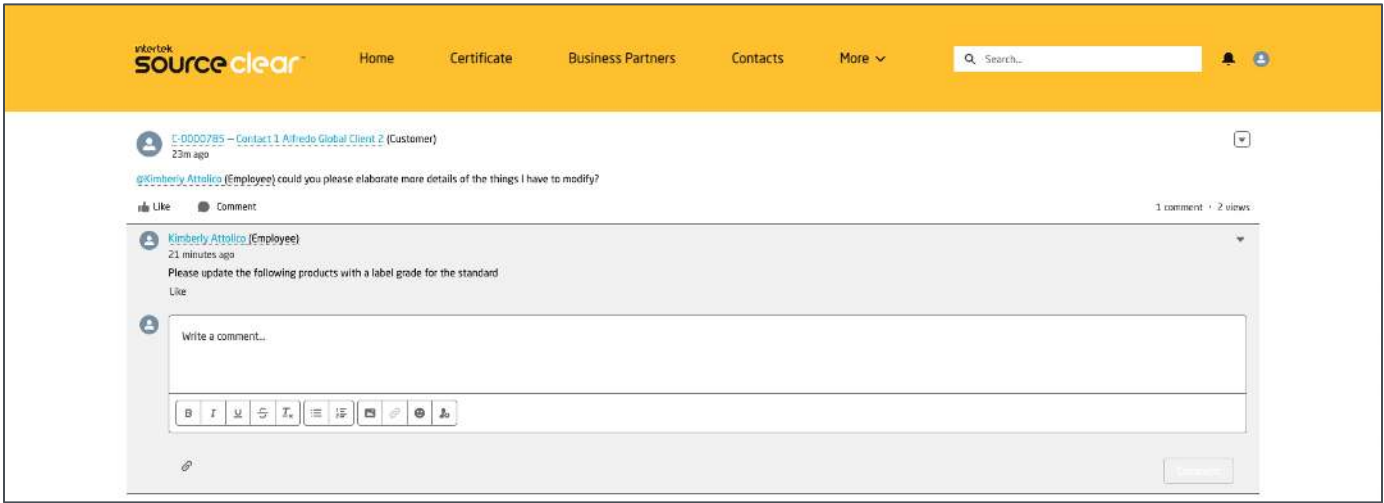 intertek
sourceclear
Home Certificate Business Partners Contacts More Search...
C-0000785 — Contact 1 Alfredo Global Client 2 (Customer)
23m ago
@Kimberly Attolico (Employee) could you please elaborate more details of the things I have to modify?
Like Comment 1 comment · 2 views
Kimberly Attolico (Employee)
21 minutes ago
Please update the following products with a label grade for the standard
Like
Write a comment...
B I U S Tx
Comment